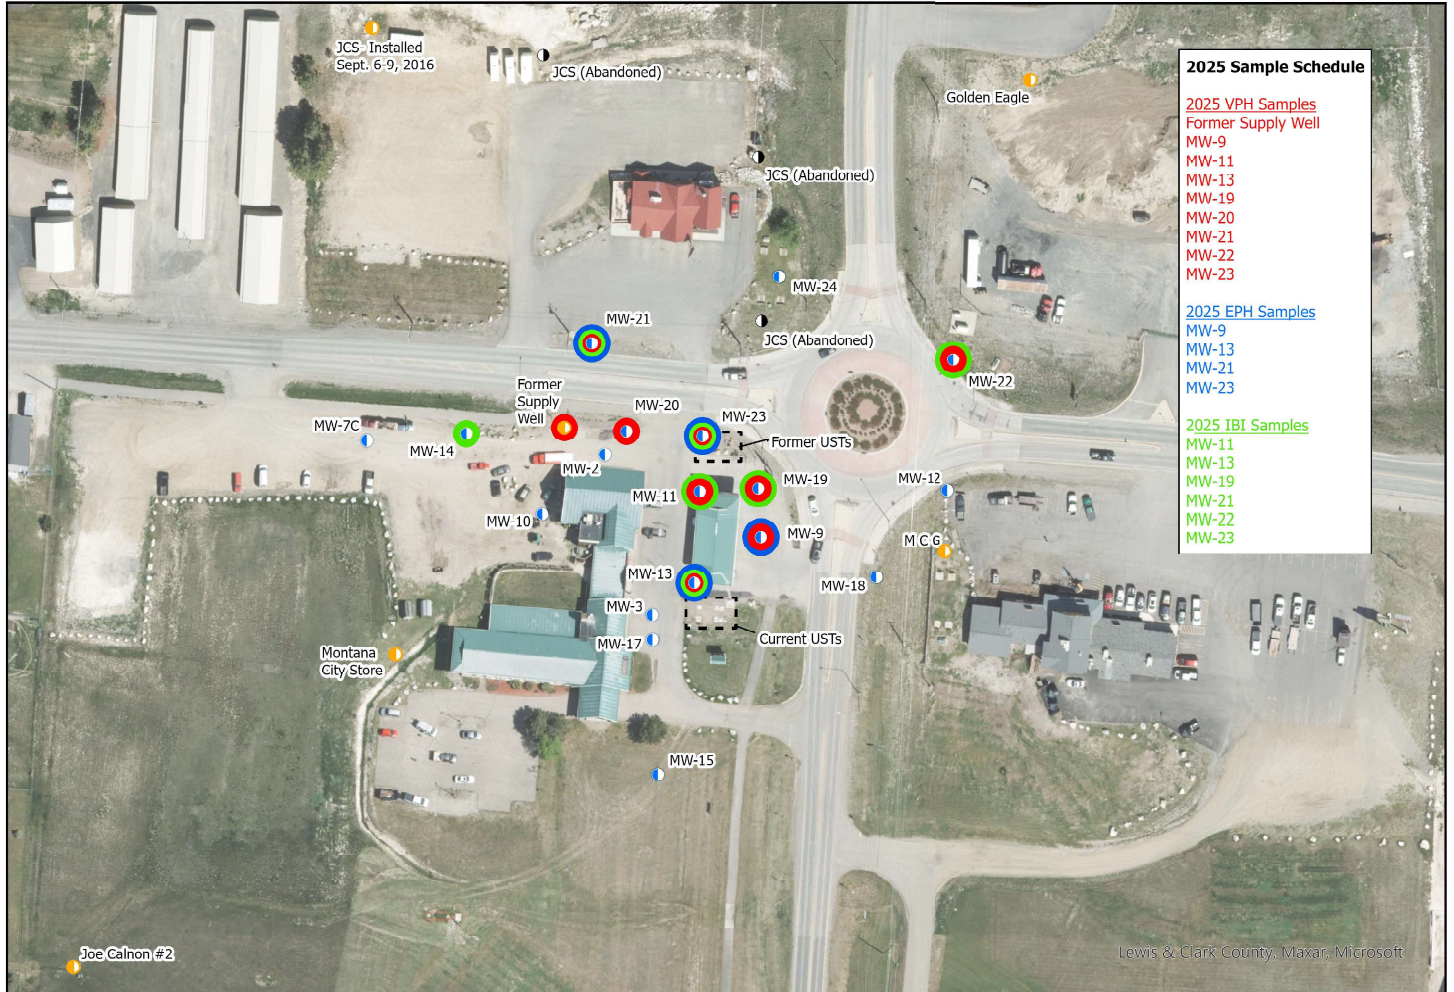 JCS  Installed
Sept. 6-9, 2016
JCS (Abandoned)
Golden Eagle
JCS (Abandoned)
MW-24
MW-21
JCS (Abandoned)
MW-22
Former
Supply
Well
MW-20
MW-23
Former USTs
MW-7C
MW-14
MW-2
MW-11
MW-19
MW-12
MW-10
MW-9
M C G
MW-13
MW-18
MW-3
MW-17
Current USTs
Montana
City Store
MW-15
Joe Calnon #2
2025 Sample Schedule
2025 VPH Samples
Former Supply Well
MW-9
MW-11
MW-13
MW-19
MW-20
MW-21
MW-22
MW-23
2025 EPH Samples
MW-9
MW-13
MW-21
MW-23
2025 IBI Samples
MW-11
MW-13
MW-19
MW-21
MW-22
MW-23
Lewis & Clark County, Maxar, Microsoft